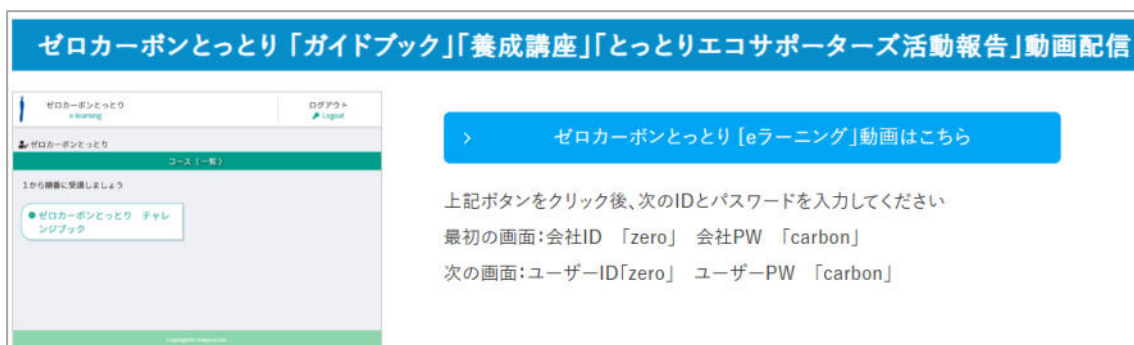 ゼロカーボンとっとり「ガイドブック」「養成講座」「とっとりエコサポーターズ活動報告」動画配信
ゼロカーボンとっとり
e-learning
ログアウト
Logout
ゼロカーボンとっとり
コース（一覧）
1から順番に受講しましょう
ゼロカーボンとっとり　チャレ
ンジブック
ゼロカーボンとっとり [eラーニング」動画はこちら
上記ボタンをクリック後、次のIDとパスワードを入力してください
最初の画面：会社ID　「zero」　会社PW　「carbon」
次の画面：ユーザーID「zero」　ユーザーPW　「carbon」